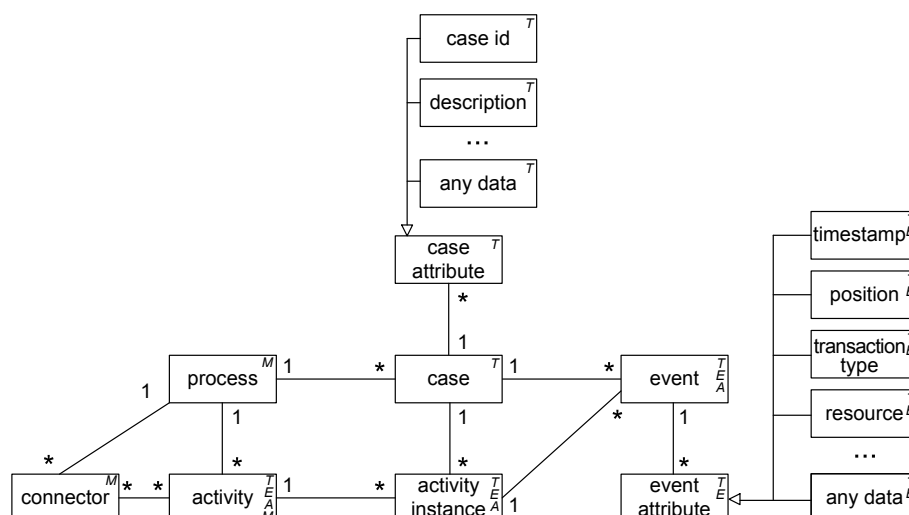 case id T
description T
...
any data T
case T
attribute
timestamp
position
transaction T
type
resource
...
any data
*
1
process M
1
*
case T
1
*
event T
E
A
1
1
1
*
1
*
*
*
*
*
connector M
*
*
activity T
E
A
M
1
*
activity T
instance E
A
1
event T
attribute E